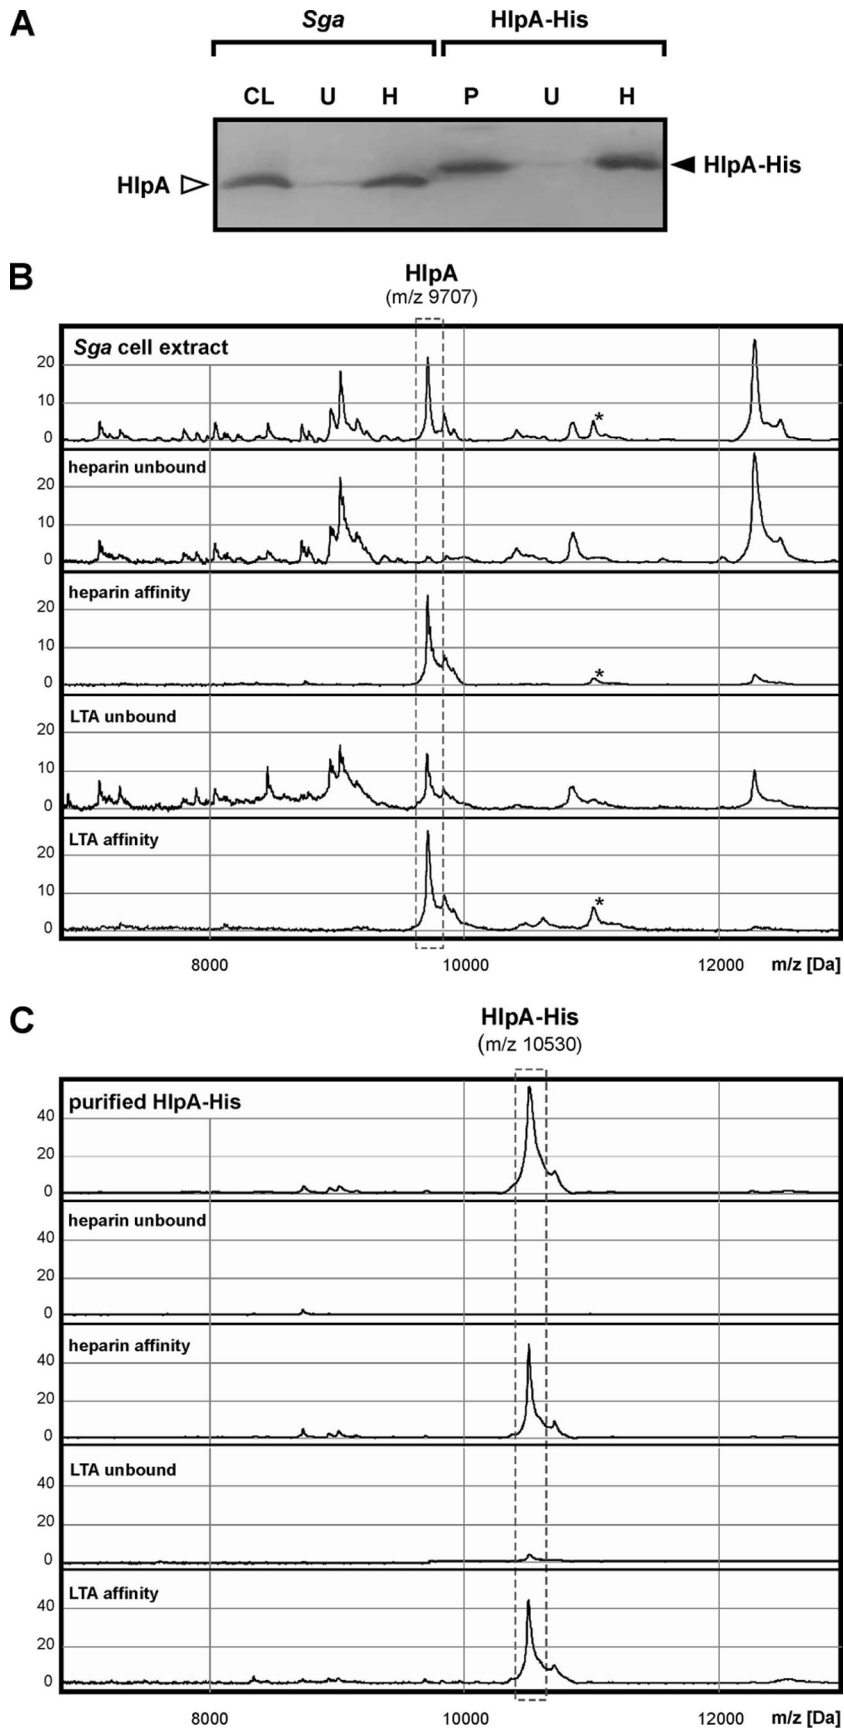 A
Sga HlpA-His
CL U H P U H
HlpA
HlpA-His
B
HlpA
(m/z 9707)
Sga cell extract
20
10
0
*
heparin unbound
20
10
0
heparin affinity
20
10
0
*
LTA unbound
20
10
0
LTA affinity
20
10
0
*
8000 10000 12000 m/z [Da]
C
HlpA-His
(m/z 10530)
purified HlpA-His
40
20
0
heparin unbound
40
20
0
heparin affinity
40
20
0
LTA unbound
40
20
0
LTA affinity
40
20
0
8000 10000 12000 m/z [Da]